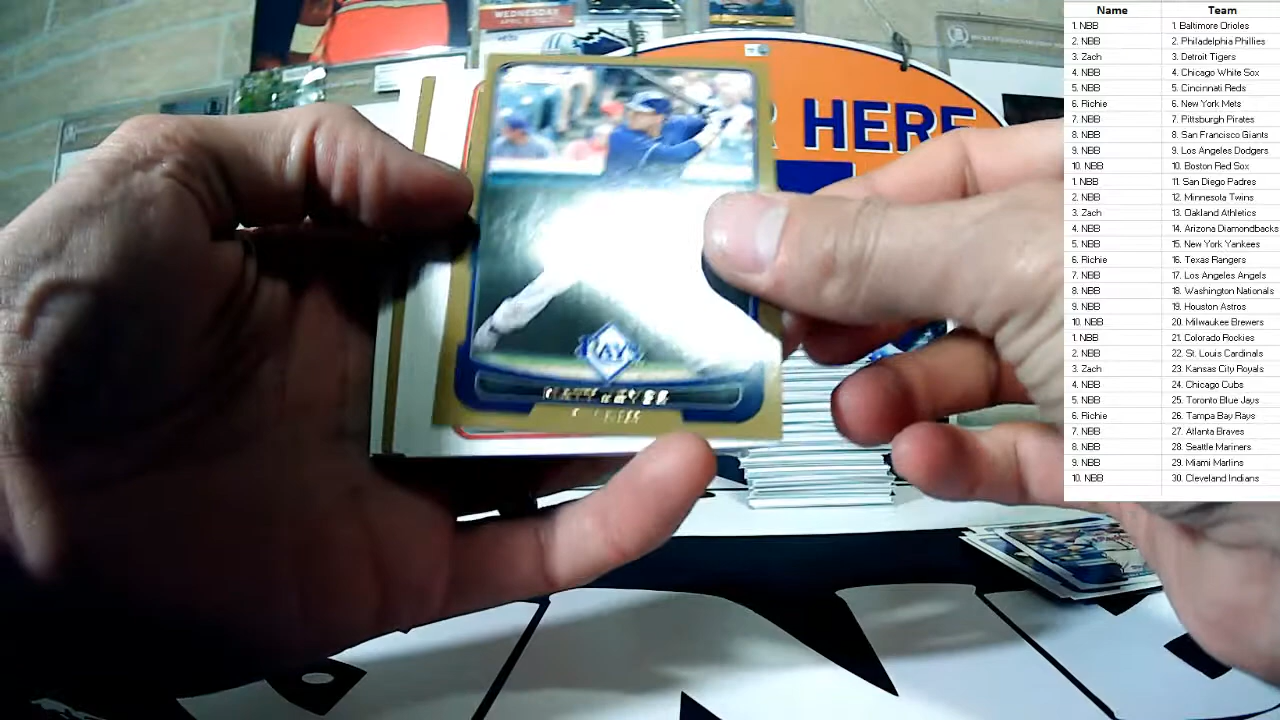 WEDNESDAY
HERE
RAYS
Name Team
1. NBB 1. Baltimore Orioles
2. NBB 2. Philadelphia Phillies
3. Zach 3. Detroit Tigers
4. NBB 4. Chicago White Sox
5. NBB 5. Cincinnati Reds
6. Richie 6. New York Mets
7. NBB 7. Pittsburgh Pirates
8. NBB 8. San Francisco Giants
9. NBB 9. Los Angeles Dodgers
10. NBB 10. Boston Red Sox
1. NBB 11. San Diego Padres
2. NBB 12. Minnesota Twins
3. Zach 13. Oakland Athletics
4. NBB 14. Arizona Diamondbacks
5. NBB 15. New York Yankees
6. Richie 16. Texas Rangers
7. NBB 17. Los Angels Angels
8. NBB 18. Washington Nationals
9. NBB 19. Houston Astros
10. NBB 20. Milwaukee Brewers
1. NBB 21. Colorado Rockies
2. NBB 22. St. Louis Cardinals
3. Zach 23. Kansas City Royals
4. NBB 24. Chicago Cubs
5. NBB 25. Toronto Blue Jays
6. Richie 26. Tampa Bay Rays
7. NBB 27. Atlanta Braves
8. NBB 28. Seattle Mariners
9. NBB 29. Miami Marlins
10. NBB 30. Cleveland Indians